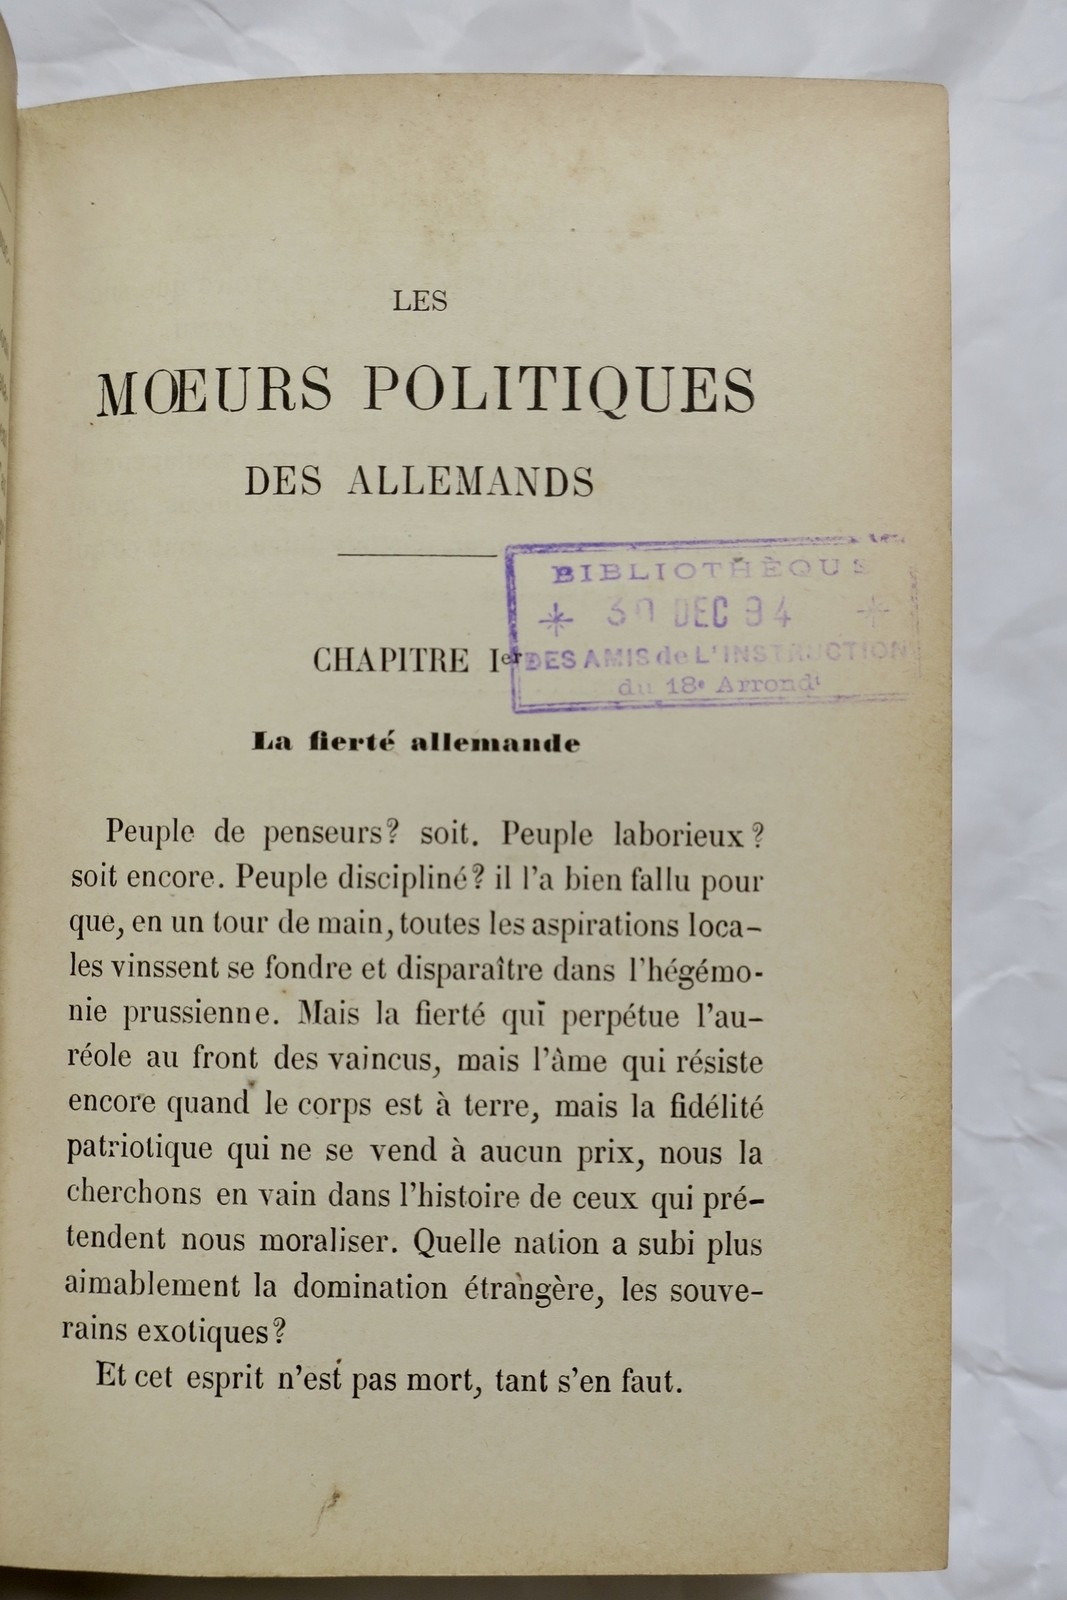 LES
MŒURS POLITIQUES
DES ALLEMANDS
BIBLIOTHÈQUE
30 DEC 94
DES AMIS de L'INSTRUCTION
du 18e Arrondt
CHAPITRE Ier
La fierté allemande
Peuple de penseurs? soit. Peuple laborieux?
soit encore. Peuple discipliné? il l'a bien fallu pour
que, en un tour de main, toutes les aspirations loca-
les vinssent se fondre et disparaître dans l'hégémo-
nie prussienne. Mais la fierté qui perpétue l'au-
réole au front des vaincus, mais l'âme qui résiste
encore quand le corps est à terre, mais la fidélité
patriotique qui ne se vend à aucun prix, nous la
cherchons en vain dans l'histoire de ceux qui pré-
tendent nous moraliser. Quelle nation a subi plus
aimablement la domination étrangère, les souve-
rains exotiques?
Et cet esprit n'est pas mort, tant s'en faut.